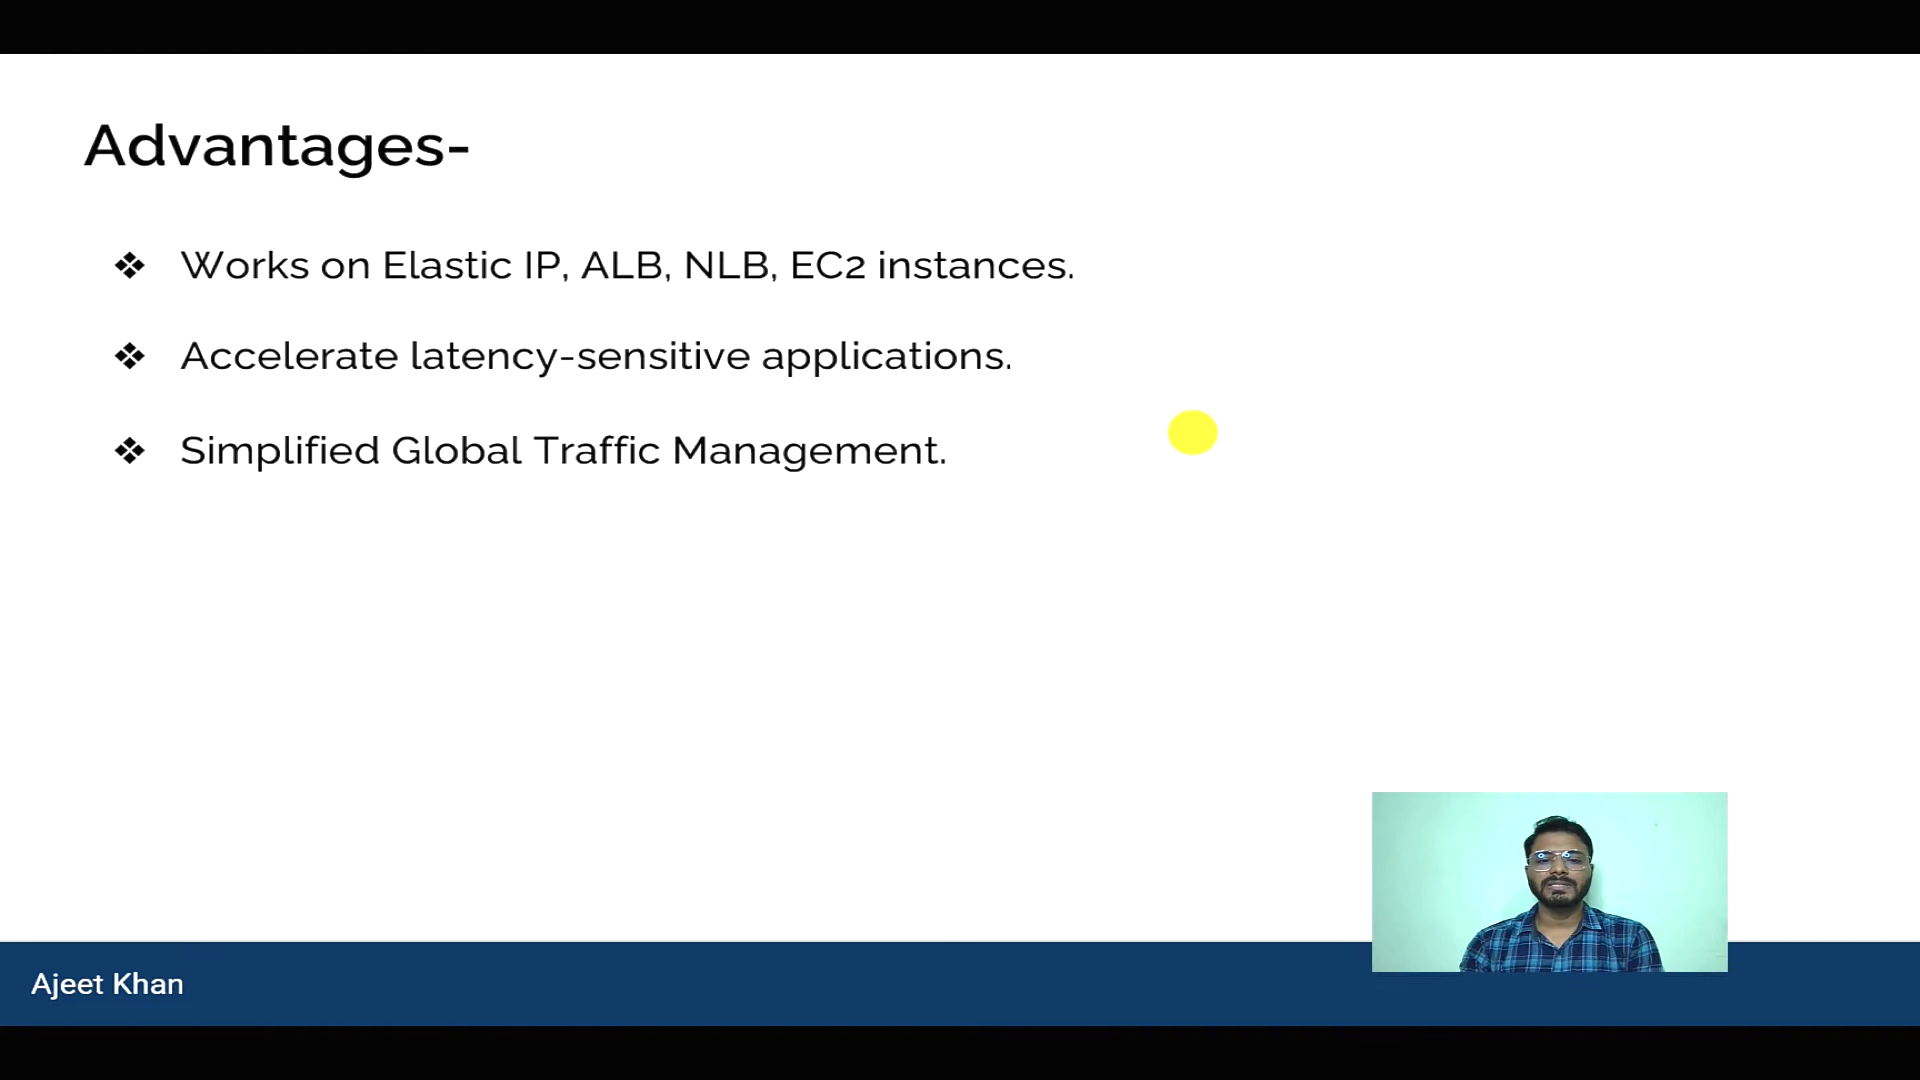 Advantages-
❖ Works on Elastic IP, ALB, NLB, EC2 instances.
❖ Accelerate latency-sensitive applications.
❖ Simplified Global Traffic Management.
Ajeet Khan